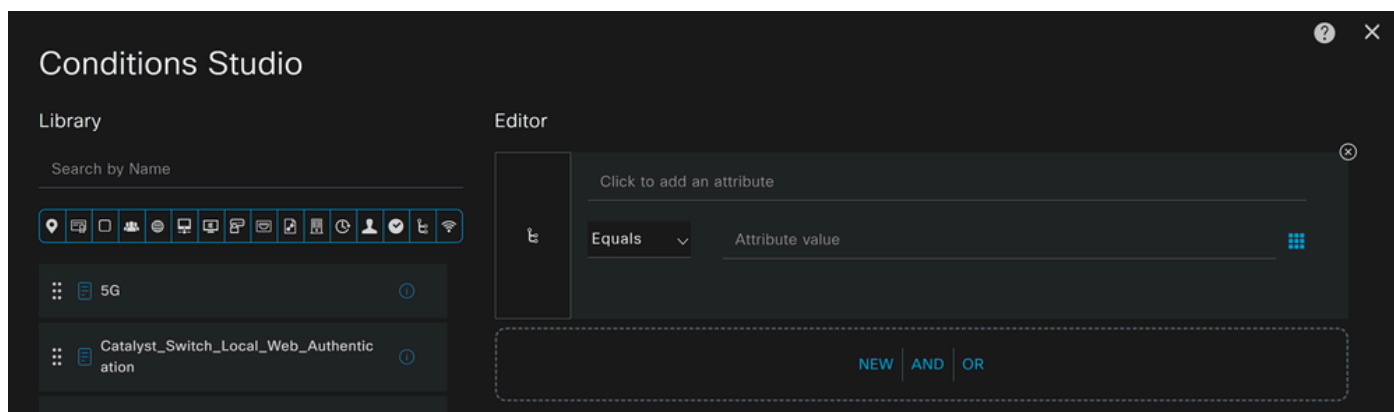 Conditions Studio
Library
Search by Name
5G
Catalyst_Switch_Local_Web_Authentic
ation
Editor
Click to add an attribute
Equals
Attribute value
NEW AND OR